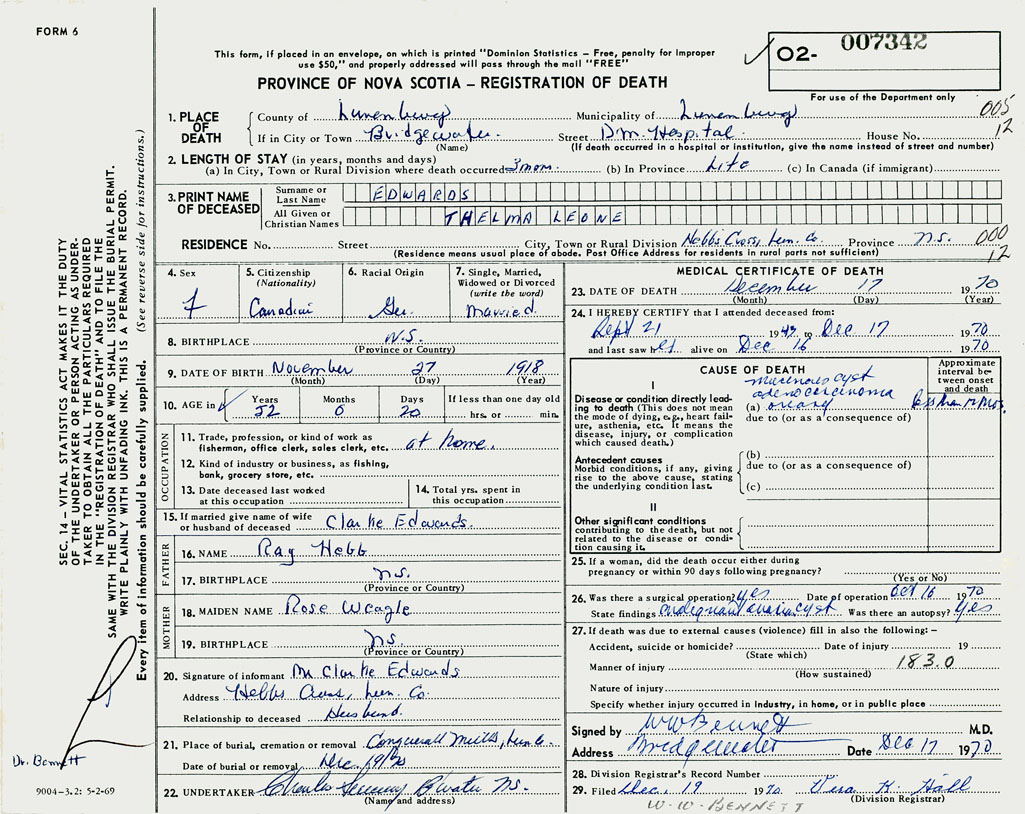 FORM 6
This form, if placed in an envelope, on which is printed "Dominion Statistics – Free, penalty for improper
use $50," and properly addressed will pass through the mail "FREE"
PROVINCE OF NOVA SCOTIA – REGISTRATION OF DEATH
O2- 007342
For use of the Department only
1. PLACE OF DEATH
County of Lunenburg Municipality of Lunenburg 005
If in City or Town Bridgewater Street D.M. Hospital House No. 12
(Name) (If death occurred in a hospital or institution, give the name instead of street and number)
2. LENGTH OF STAY (in years, months and days)
(a) In City, Town or Rural Division where death occurred 3 mon. (b) In Province Life (c) In Canada (if immigrant)
3. PRINT NAME OF DECEASED
Surname or Last Name EDWARDS
All Given or Christian Names THELMA LEONE
RESIDENCE No. Street City, Town or Rural Division Hebbs Cross, Lun. Co. Province N.S. 000
(Residence means usual place of abode. Post Office Address for residents in rural parts not sufficient) 12
4. Sex F
5. Citizenship (Nationality) Canadian
6. Racial Origin Ger.
7. Single, Married, Widowed or Divorced (write the word) Married.
8. BIRTHPLACE N.S.
(Province or Country)
9. DATE OF BIRTH November 27 1918
(Month) (Day) (Year)
10. AGE in Years 52 Months 0 Days 20 If less than one day old
hrs. or min.
OCCUPATION
11. Trade, profession, or kind of work as
fisherman, office clerk, sales clerk, etc. at home.
12. Kind of industry or business, as fishing,
bank, grocery store, etc.
13. Date deceased last worked
at this occupation
14. Total yrs. spent in
this occupation
15. If married give name of wife
or husband of deceased Clarke Edwards
FATHER
16. NAME Ray Hebb
17. BIRTHPLACE N.S.
(Province or Country)
MOTHER
18. MAIDEN NAME Rose Weagle
19. BIRTHPLACE N.S.
(Province or Country)
20. Signature of informant Mr Clarke Edwards
Address Hebbs Cross, Lun. Co.
Relationship to deceased Husband.
21. Place of burial, cremation or removal Conquerall Mills, Lun Co.
Date of burial or removal Dec. 19/70
22. UNDERTAKER Charles B'water N.S.
(Name and address)
MEDICAL CERTIFICATE OF DEATH
23. DATE OF DEATH December 17 1970
(Month) (Day) (Year)
24. I HEREBY CERTIFY that I attended deceased from:
Sept 21 19 to Dec. 17 1970
and last saw her alive on Dec 16 1970
CAUSE OF DEATH
Approximate interval between onset and death
I
Disease or condition directly leading to death (This does not mean the mode of dying, e.g., heart failure, asthenia, etc. It means the disease, injury, or complication which caused death.)
mucinous cyst
adenocarcinoma
(a) ovary less than
due to (or as a consequence of)
Antecedent causes
Morbid conditions, if any, giving rise to the above cause, stating the underlying condition last.
(b)
due to (or as a consequence of)
(c)
II
Other significant conditions
contributing to the death, but not related to the disease or condition causing it.
25. If a woman, did the death occur either during
pregnancy or within 90 days following pregnancy?
(Yes or No)
26. Was there a surgical operation? yes Date of operation Oct 16 1970
State findings cyst Was there an autopsy? yes
27. If death was due to external causes (violence) fill in also the following: –
Accident, suicide or homicide? Date of injury 19
(State which)
Manner of injury 183.0
(How sustained)
Nature of injury
Specify whether injury occurred in industry, in home, or in public place
Signed by WW Bennett M.D.
Address Bridgewater Date Dec 17 1970
28. Division Registrar's Record Number
29. Filed Dec. 19 1970 Vera K. Hall
(Division Registrar)
W. W. BENNETT
SEC. 14 – VITAL STATISTICS ACT MAKES IT THE DUTY
OF THE UNDERTAKER OR PERSON ACTING AS UNDER-
TAKER TO OBTAIN ALL THE PARTICULARS REQUIRED
IN THE "REGISTRATION OF DEATH" AND TO FILE THE
SAME WITH THE DIVISION REGISTRAR WHO SHALL ISSUE THE BURIAL PERMIT.
WRITE PLAINLY WITH UNFADING INK. THIS IS A PERMANENT RECORD.
Every item of information should be carefully supplied. (See reverse side for instructions.)
Dr. Bennett
9004-3.2: 5-2-69